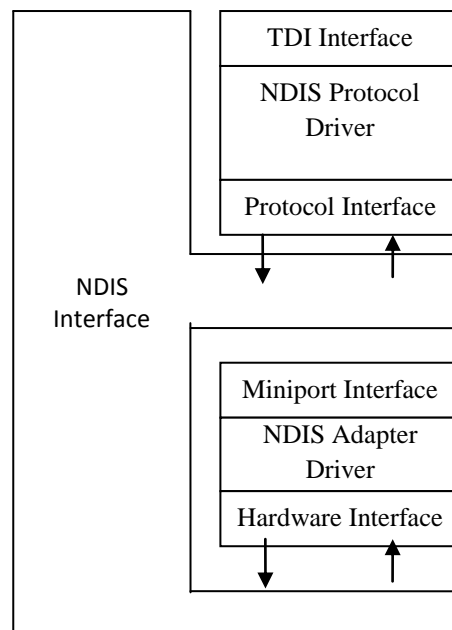 TDI Interface
NDIS Protocol
Driver
Protocol Interface
NDIS
Interface
Miniport Interface
NDIS Adapter
Driver
Hardware Interface